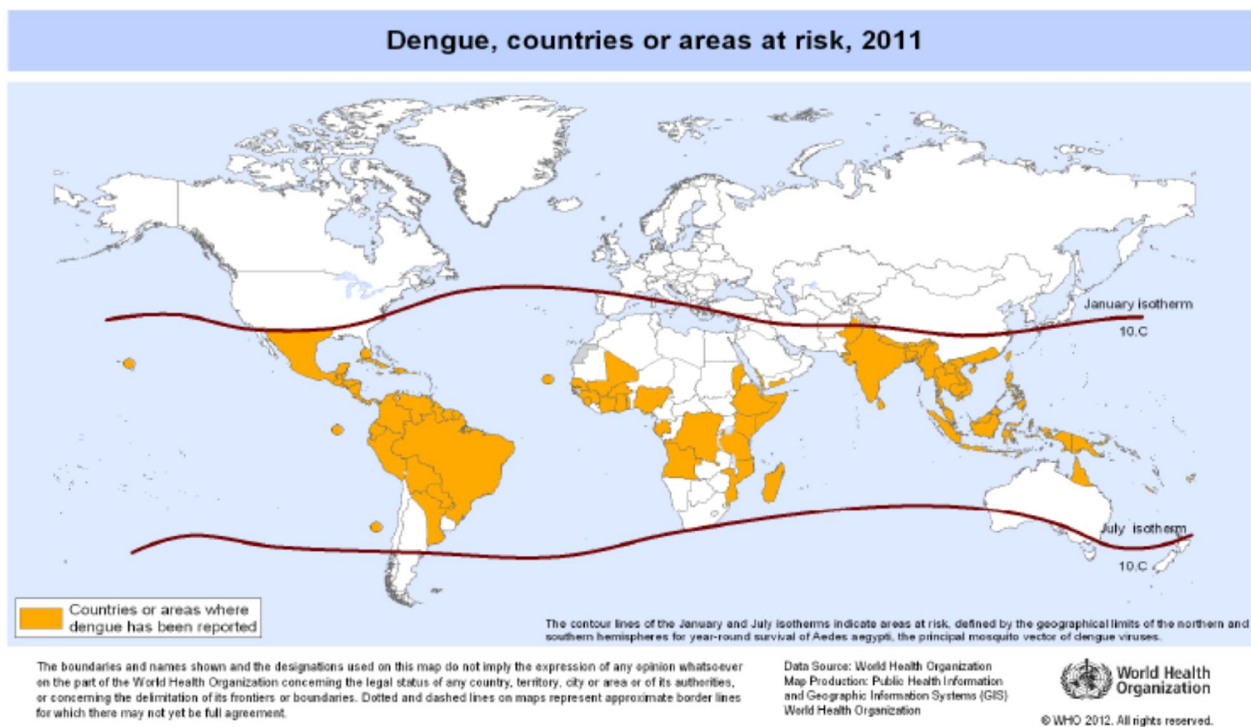 Dengue, countries or areas at risk, 2011
January isotherm
10.C
July isotherm
10.C
Countries or areas where
dengue has been reported
The contour lines of the January and July isotherms indicate areas at risk, defined by the geographical limits of the northern and
southern hemispheres for year-round survival of Aedes aegypti, the principal mosquito vector of dengue viruses.
The boundaries and names shown and the designations used on this map do not imply the expression of any opinion whatsoever
on the part of the World Health Organization concerning the legal status of any country, territory, city or area or of its authorities,
or concerning the delimitation of its frontiers or boundaries. Dotted and dashed lines on maps represent approximate border lines
for which there may not yet be full agreement.
Data Source: World Health Organization
Map Production: Public Health Information
and Geographic Information Systems (GIS)
World Health Organization
World Health
Organization
© WHO 2012. All rights reserved.